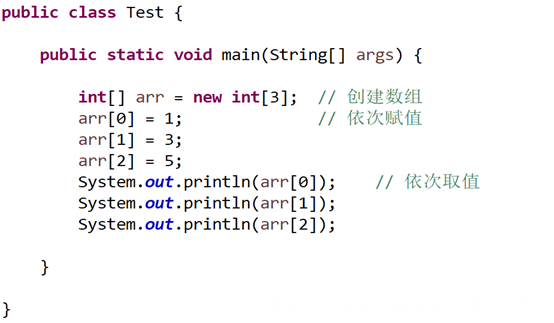 public class Test {
public static void main(String[] args) {
int[] arr = new int[3];  // 创建数组
arr[0] = 1;              // 依次赋值
arr[1] = 3;
arr[2] = 5;
System.out.println(arr[0]);    // 依次取值
System.out.println(arr[1]);
System.out.println(arr[2]);
}
}